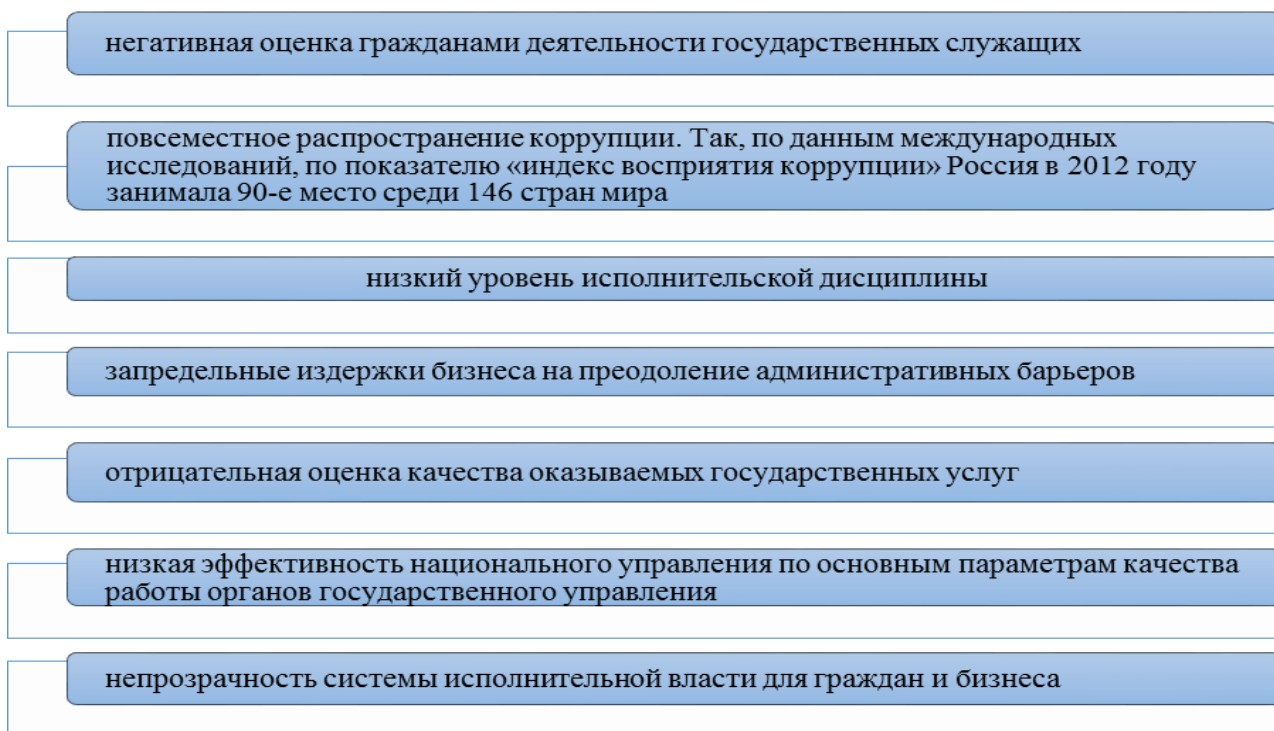 негативная оценка гражданами деятельности государственных служащих
повсеместное распространение коррупции. Так, по данным международных
исследований, по показателю «индекс восприятия коррупции» Россия в 2012 году
занимала 90-е место среди 146 стран мира
низкий уровень исполнительской дисциплины
запредельные издержки бизнеса на преодоление административных барьеров
отрицательная оценка качества оказываемых государственных услуг
низкая эффективность национального управления по основным параметрам качества
работы органов государственного управления
непрозрачность системы исполнительной власти для граждан и бизнеса